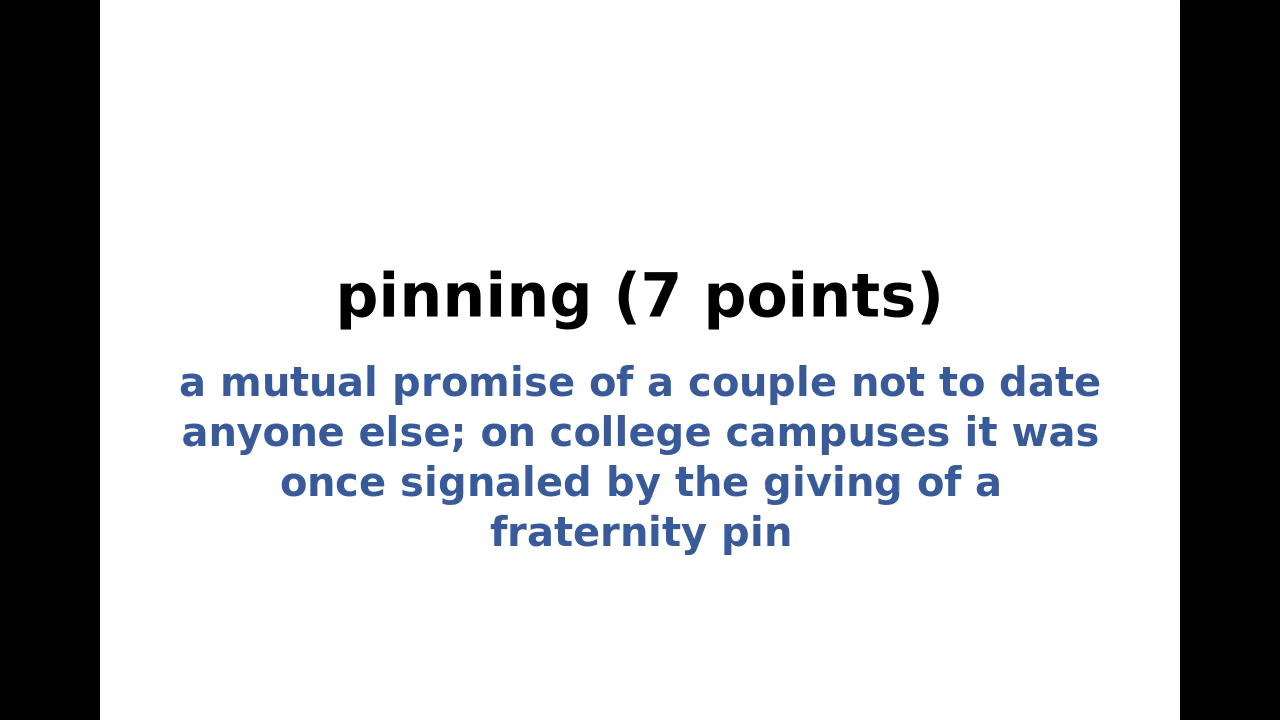 pinning (7 points)
a mutual promise of a couple not to date
anyone else; on college campuses it was
once signaled by the giving of a
fraternity pin